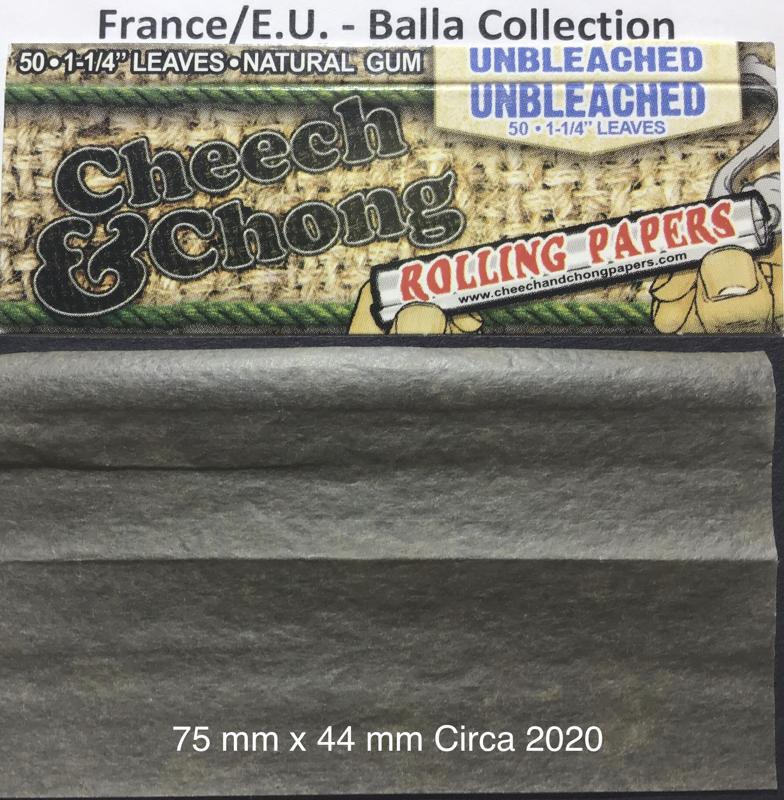 France/E.U. - Balla Collection
50•1-1/4” LEAVES•NATURAL GUM
UNBLEACHED
UNBLEACHED
50 • 1-1/4” LEAVES
Cheech
& Chong
ROLLING PAPERS
www.cheechandchongpapers.com
75 mm x 44 mm Circa 2020